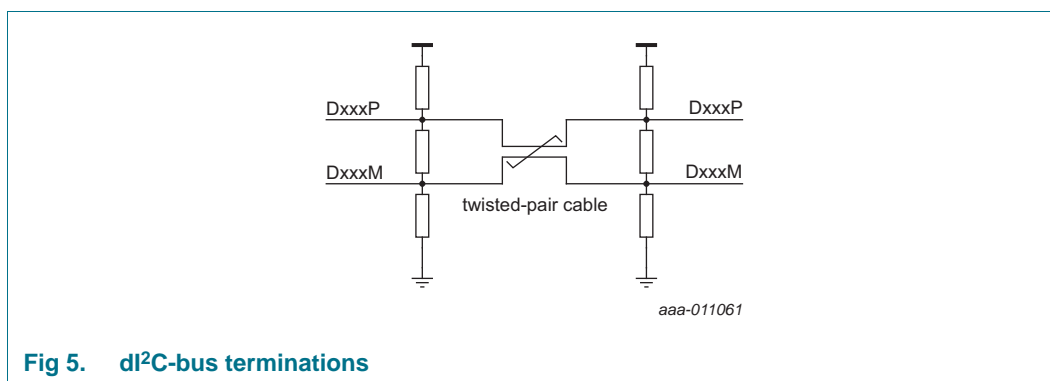 DxxxP
DxxxP
DxxxM
DxxxM
twisted-pair cable
aaa-011061
Fig 5. dI²C-bus terminations